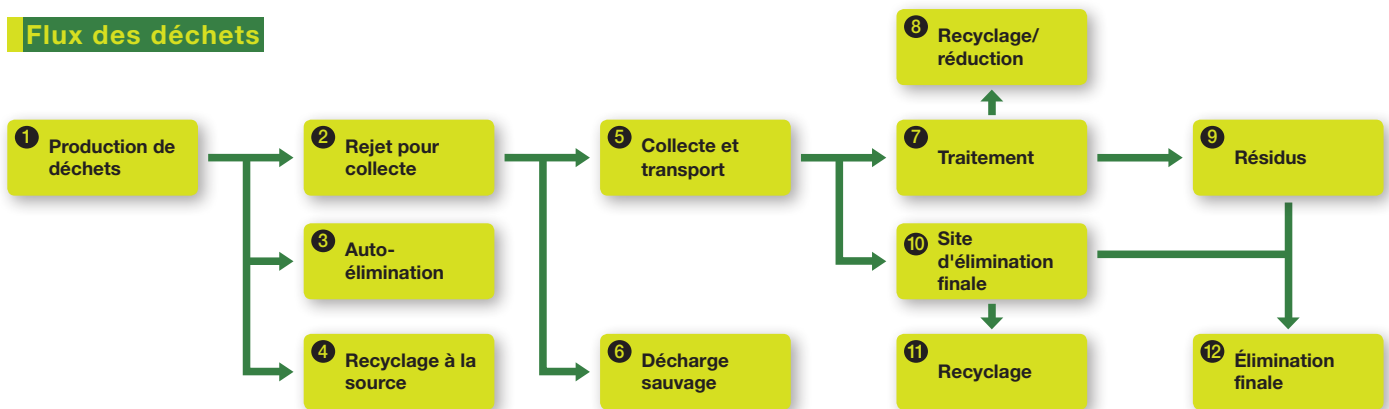 Flux des déchets
1 Production de
déchets
2 Rejet pour
collecte
3 Auto-
élimination
4 Recyclage à la
source
5 Collecte et
transport
6 Décharge
sauvage
7 Traitement
8 Recyclage/
réduction
9 Résidus
10 Site
d'élimination
finale
11 Recyclage
12 Élimination
finale